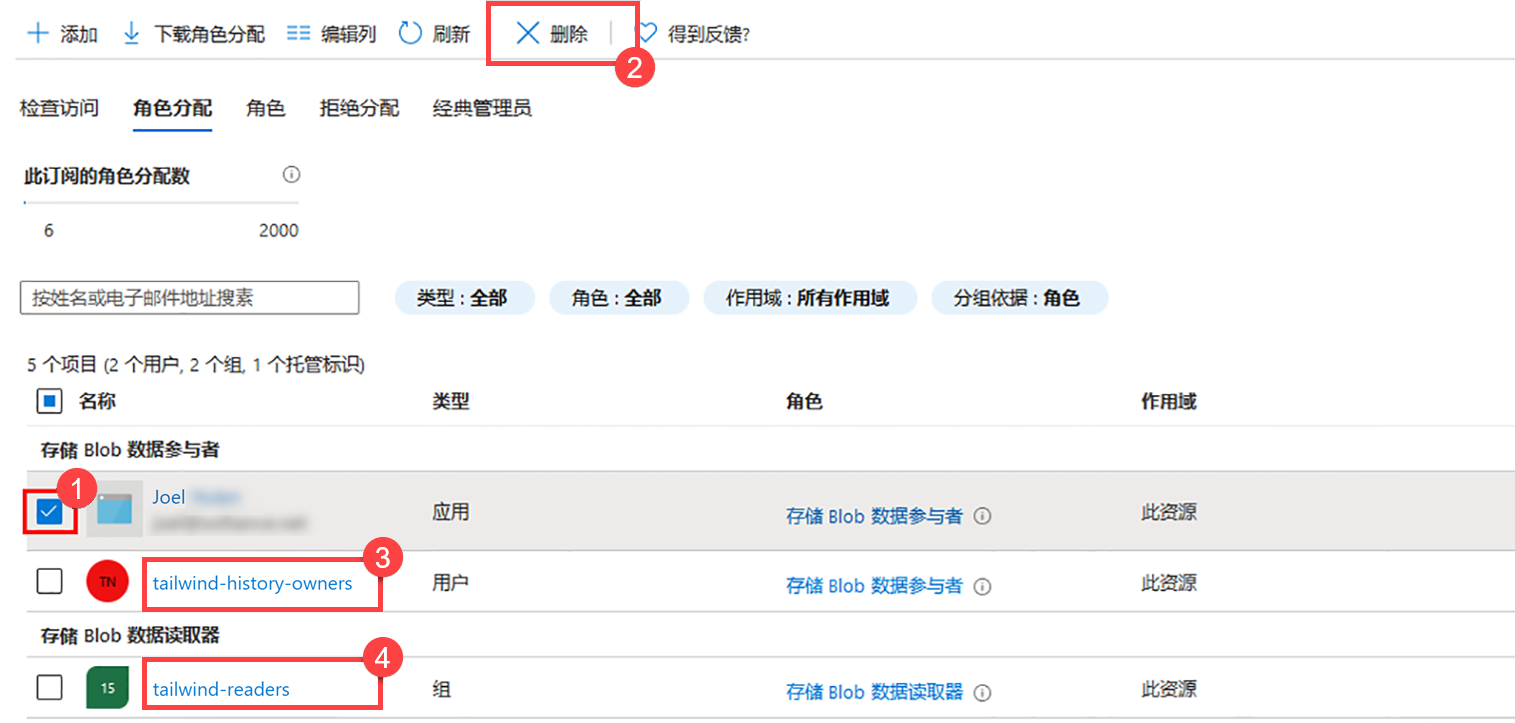 添加 下载角色分配 编辑列 刷新 删除 得到反馈?
2
检查访问 角色分配 角色 拒绝分配 经典管理员
此订阅的角色分配数
6 2000
按姓名或电子邮件地址搜素 类型 : 全部 角色 : 全部 作用域 : 所有作用域 分组依据 : 角色
5 个项目 (2 个用户, 2 个组, 1 个托管标识)
名称 类型 角色 作用域
存储 Blob 数据参与者
1
Joel
应用 存储 Blob 数据参与者 此资源
3
TN tailwind-history-owners 用户 存储 Blob 数据参与者 此资源
存储 Blob 数据读取器
4
15 tailwind-readers 组 存储 Blob 数据读取器 此资源